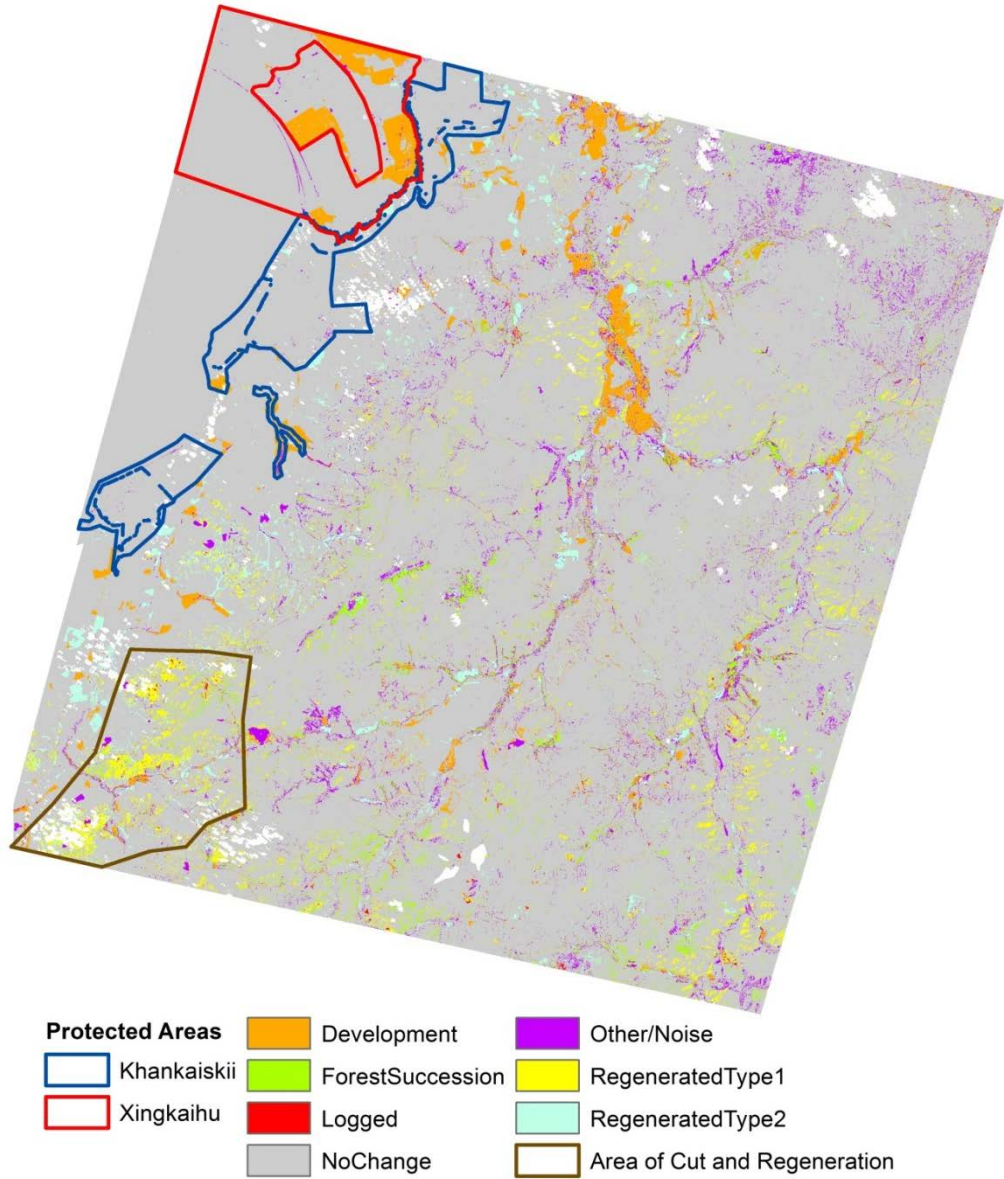 Protected Areas
Khankaiskii
Xingkaihu
Development
ForestSuccession
Logged
NoChange
Other/Noise
RegeneratedType1
RegeneratedType2
Area of Cut and Regeneration